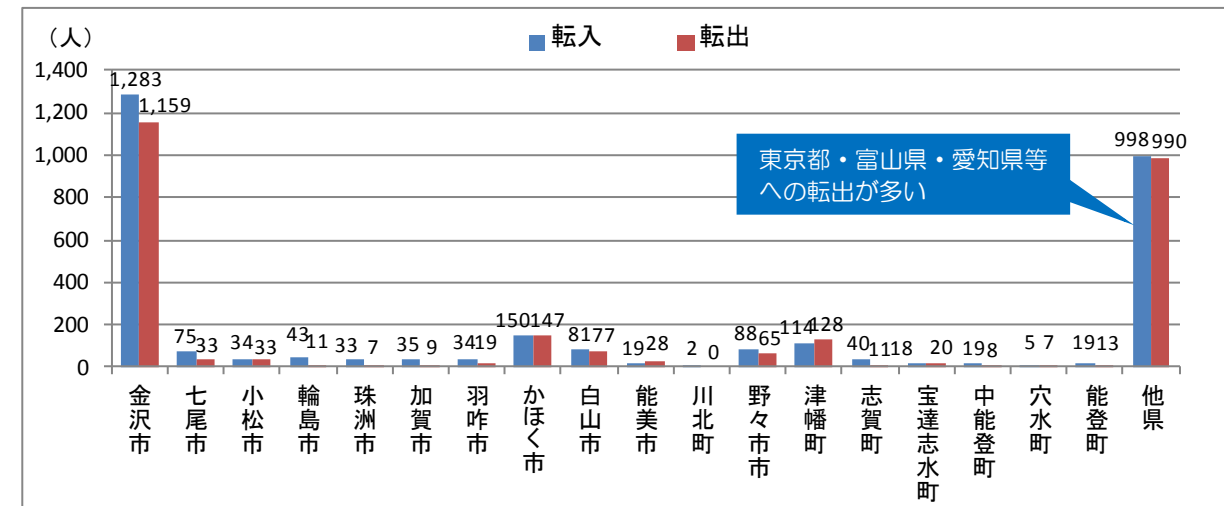 （人）
転入 転出
1,400
1,200
1,000
800
600
400
200
0
1,283 1,159
75 33
34 33
43 11
33 7
35 9
34 19
150 147
81 77
19 28
2 0
88 65
114 128
40 11
18 20
19 8
5 7
19 13
998 990
東京都・富山県・愛知県等
への転出が多い
金沢市
七尾市
小松市
輪島市
珠洲市
加賀市
羽咋市
かほく市
白山市
能美市
川北町
野々市市
津幡町
志賀町
宝達志水町
中能登町
穴水町
能登町
他県